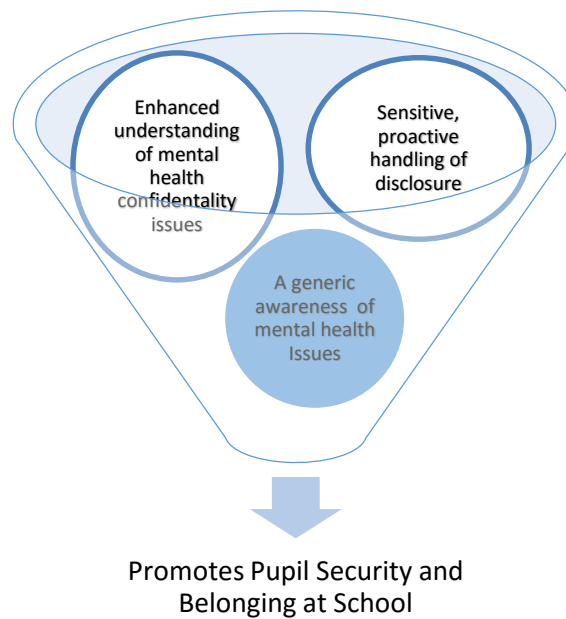 Enhanced
understanding
of mental
health
confidentality
issues
Sensitive,
proactive
handling of
disclosure
A generic
awareness of
mental health
Issues
Promotes Pupil Security and
Belonging at School